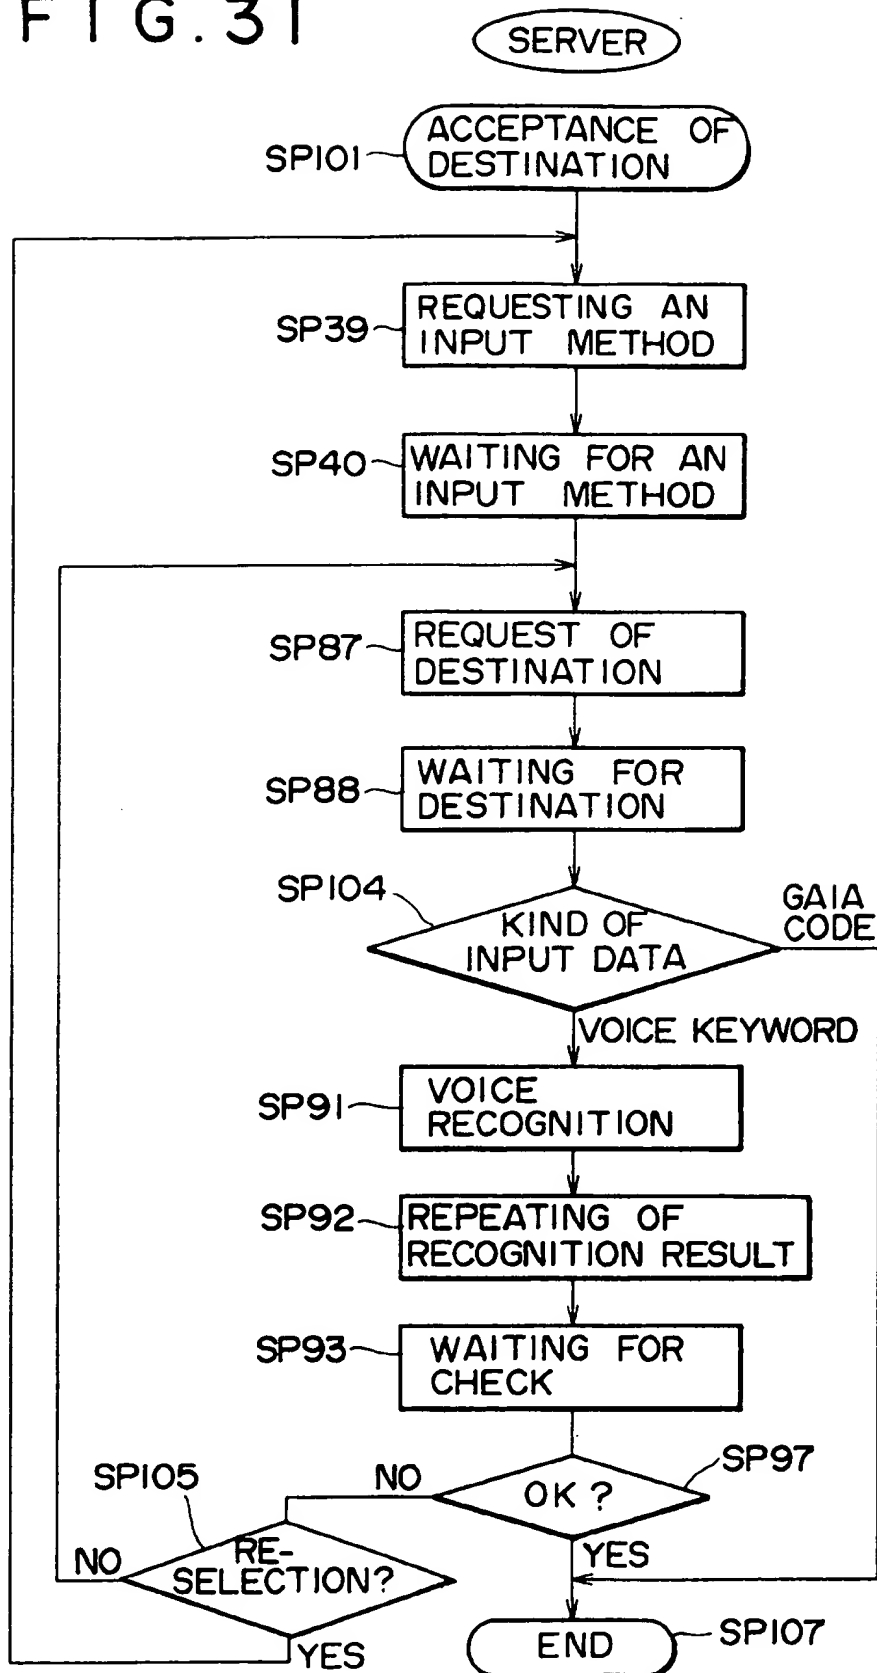 FIG.31
SERVER
ACCEPTANCE OF
DESTINATION
SP101
REQUESTING AN
INPUT METHOD
SP39
WAITING FOR AN
INPUT METHOD
SP40
REQUEST OF
DESTINATION
SP87
WAITING FOR
DESTINATION
SP88
SP104
KIND OF
INPUT DATA
GAIA
CODE
VOICE KEYWORD
VOICE
RECOGNITION
SP91
REPEATING OF
RECOGNITION RESULT
SP92
WAITING FOR
CHECK
SP93
SP97
OK?
NO
YES
SP105
RE-
SELECTION?
NO
YES
END
SP107